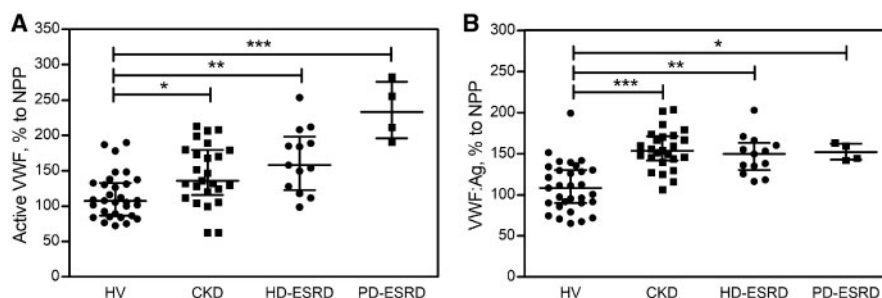 A
Active VWF, % to NPP
350
300
250
200
150
100
50
0
***
**
*
HV
CKD
HD-ESRD
PD-ESRD
B
VWF:Ag, % to NPP
300
250
200
150
100
50
0
*
**
***
HV
CKD
HD-ESRD
PD-ESRD